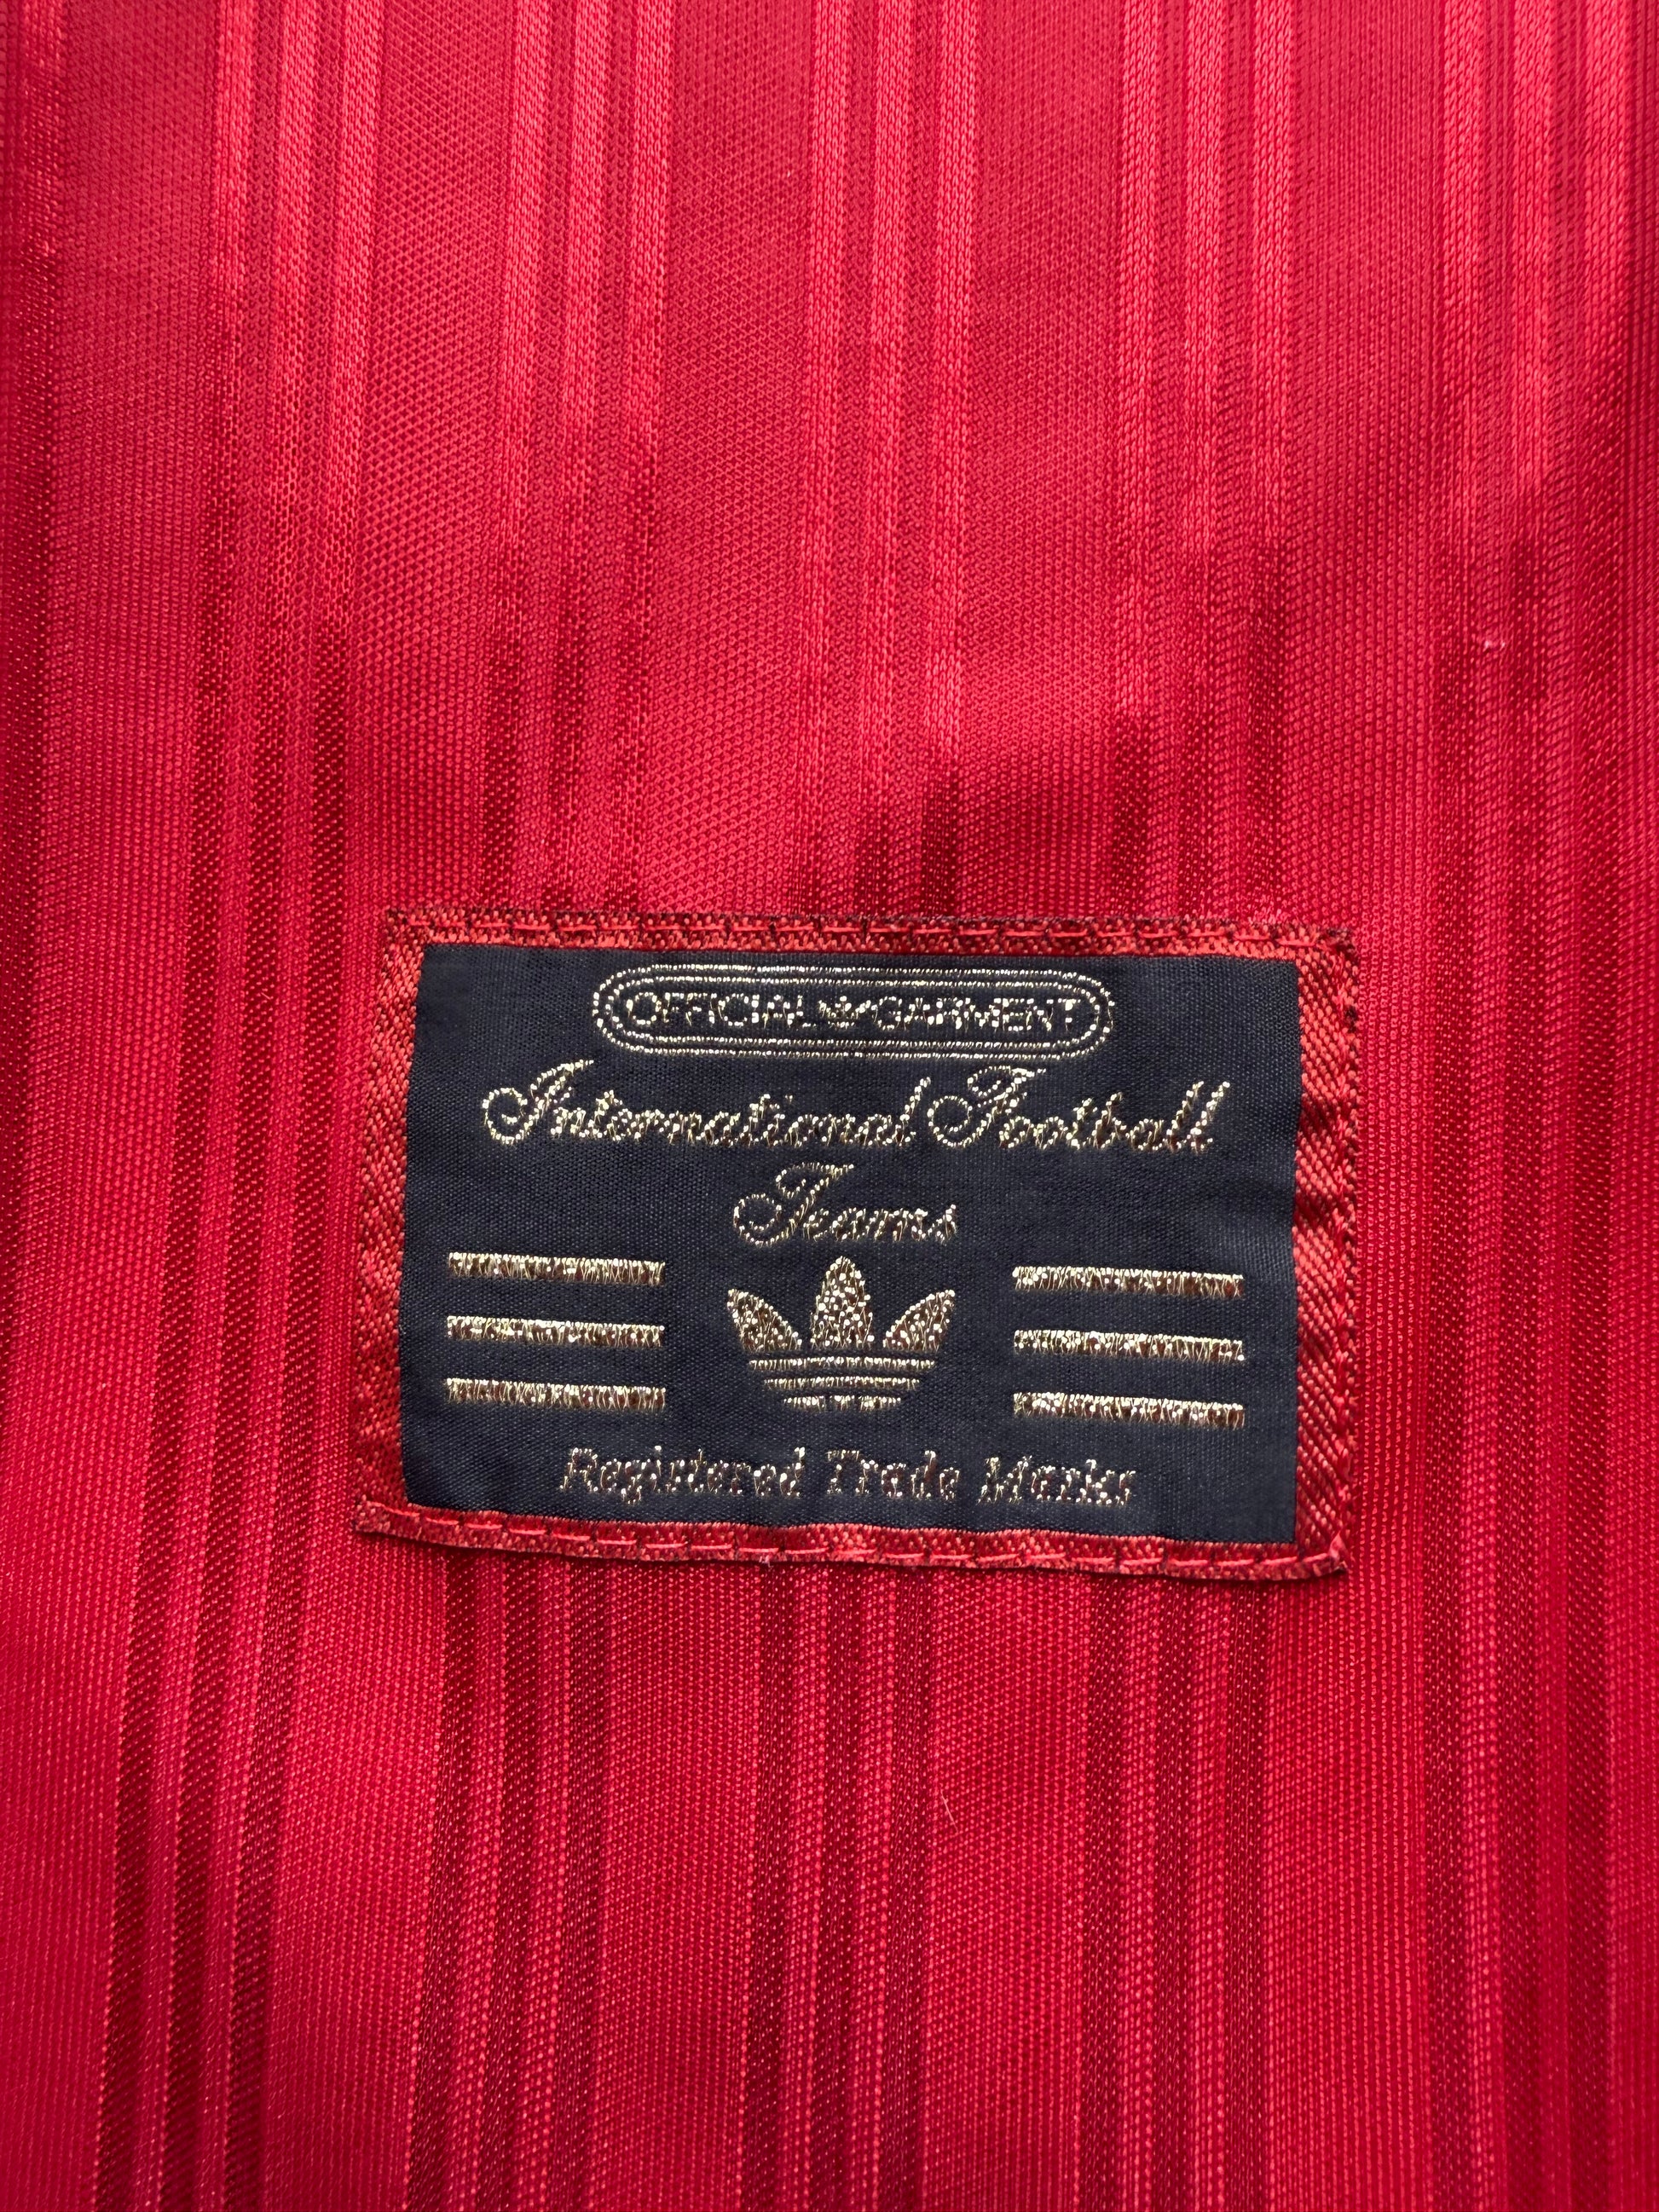 OFFICIAL GARMENT
International Football
Teams
Registered Trade Marks